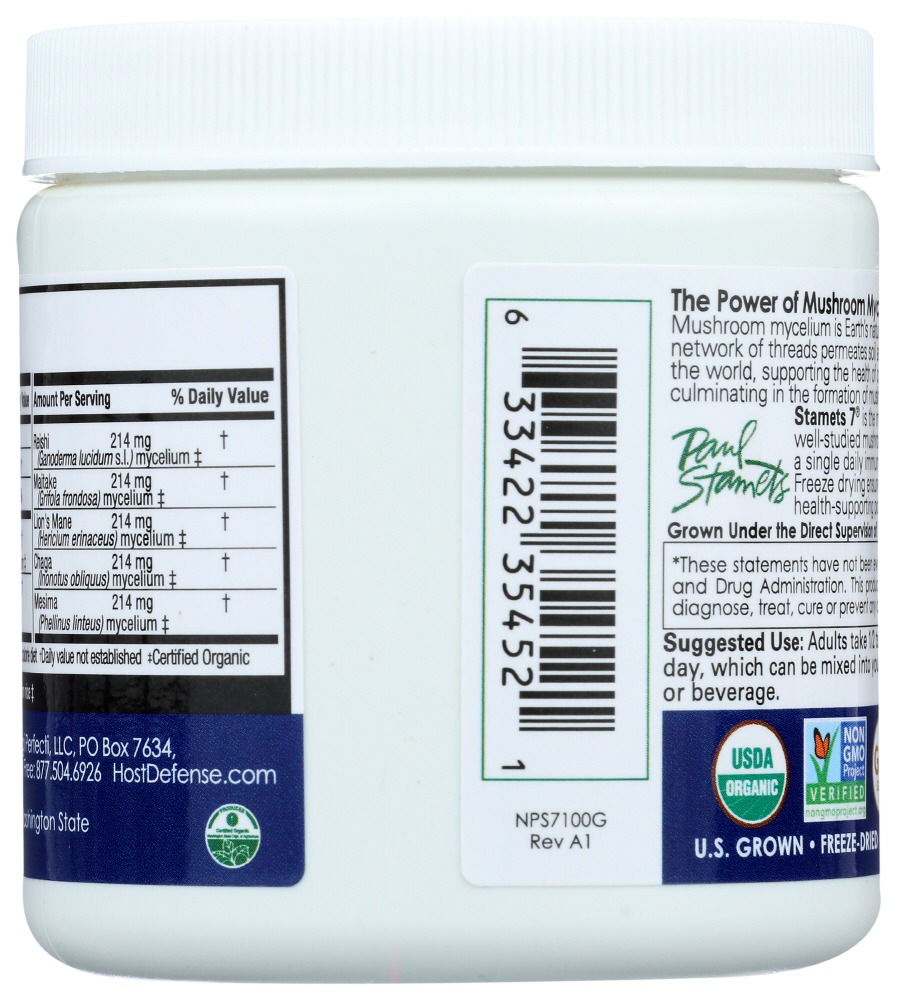 Amount Per Serving % Daily Value
Reishi 214 mg †
(Ganoderma lucidum s.l.) mycelium ‡
Maitake 214 mg †
(Grifola frondosa) mycelium ‡
Lion's Mane 214 mg †
(Hericium erinaceus) mycelium ‡
Chaga 214 mg †
(Inonotus obliquus) mycelium ‡
Mesima 214 mg †
(Phellinus linteus) mycelium ‡
†Daily value not established ‡Certified Organic
Perfecti, LLC, PO Box 7634,
877.504.6926 HostDefense.com
State
Certified Organic
6 33422 35452 1
NPS7100G
Rev A1
The Power of Mushroom
Mushroom mycelium is Earth's
network of threads permeates
the world, supporting the health
culminating in the formation of
Stamets 7® is the
well-studied
a single daily
Freeze drying
health-supporting
Paul
Stamets
Grown Under the Direct Supervision
*These statements have not been
and Drug Administration. This
diagnose, treat, cure or prevent
Suggested Use: Adults take 1/2
day, which can be mixed into
or beverage.
USDA
ORGANIC
NON
GMO
Project
VERIFIED
nongmoproject.org
U.S. GROWN • FREEZE-DRIED